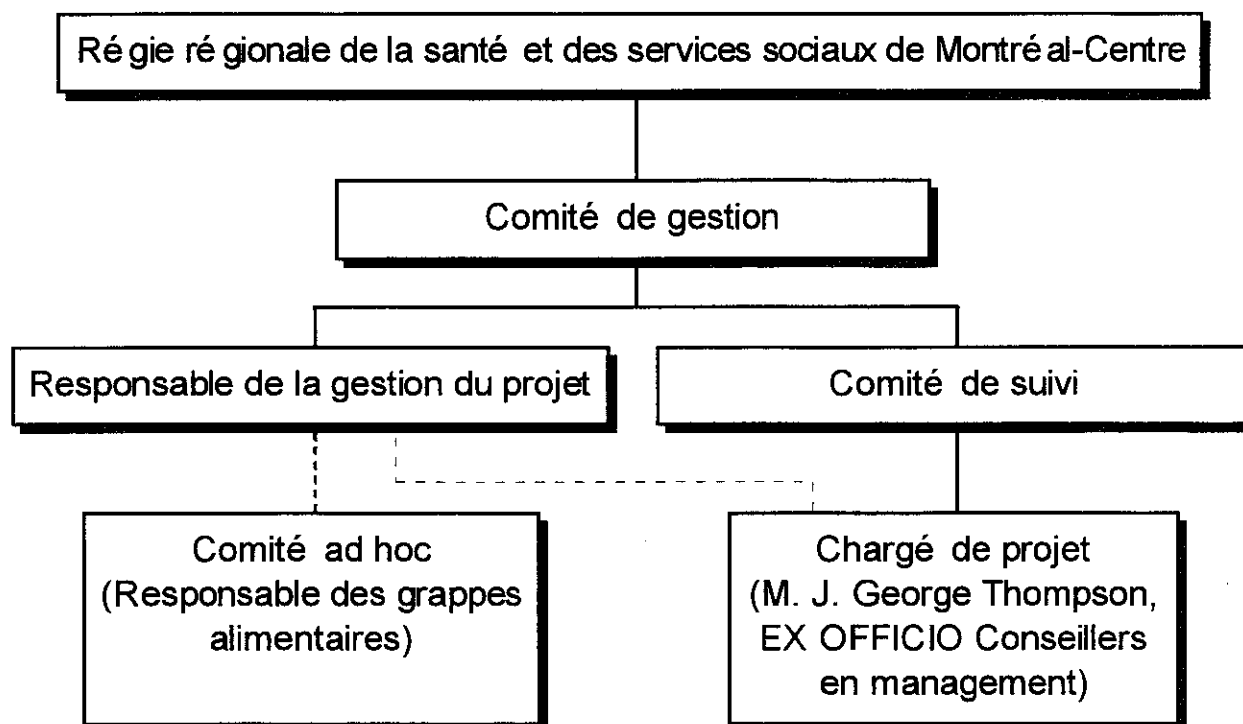 Régie régionale de la santé et des services sociaux de Montréal-Centre
Comité de gestion
Responsable de la gestion du projet
Comité de suivi
Comité ad hoc
(Responsable des grappes
alimentaires)
Chargé de projet
(M. J. George Thompson,
EX OFFICIO Conseillers
en management)